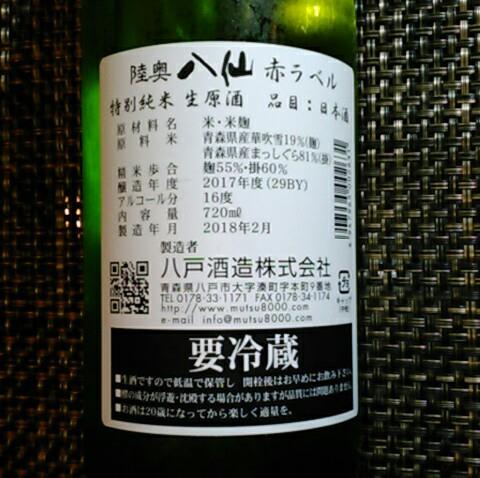 陸奥 八仙 赤ラベル
特別純米 生原酒 品目:日本酒
原材料名 米・米麹
原料米 青森県産華吹雪19%(麹)
青森県産まっしぐら81%(掛)
精米歩合 麹55%・掛60%
醸造年度 2017年度(29BY)
アルコール分 16度
内容量 720mℓ
製造年月 2018年2月
製造者
八戸酒造株式会社
青森県八戸市大字湊町字本町9番地
TEL0178-33-1171 FAX 0178-34-1174
http://www.mutsu8000.com
e-mail info@mutsu8000.com
要冷蔵
■生酒ですので低温で保管し 開栓後はお早めにお飲み下さい。
■醪の成分が浮遊・沈殿する場合がありますが品質には問題ありません。
■お酒は20歳になってから楽しく適量を。